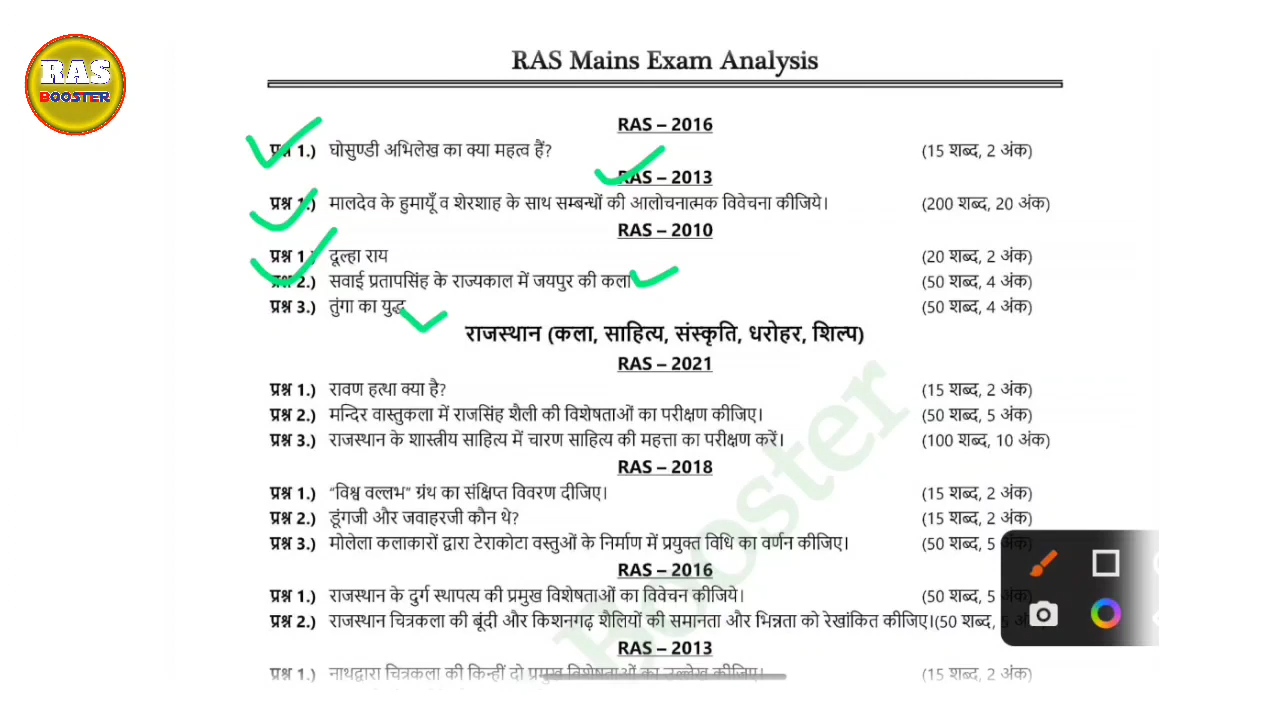 RAS
BOOSTER
RAS Mains Exam Analysis
RAS – 2016
प्रश्न 1.) घोसुण्डी अभिलेख का क्या महत्व हैं? (15 शब्द, 2 अंक)
RAS – 2013
प्रश्न 1.) मालदेव के हुमायूँ व शेरशाह के साथ सम्बन्धों की आलोचनात्मक विवेचना कीजिये। (200 शब्द, 20 अंक)
RAS – 2010
प्रश्न 1.) दूल्हा राय (20 शब्द, 2 अंक)
प्रश्न 2.) सवाई प्रतापसिंह के राज्यकाल में जयपुर की कला (50 शब्द, 4 अंक)
प्रश्न 3.) तुंगा का युद्ध (50 शब्द, 4 अंक)
राजस्थान (कला, साहित्य, संस्कृति, धरोहर, शिल्प)
RAS – 2021
प्रश्न 1.) रावण हत्था क्या है? (15 शब्द, 2 अंक)
प्रश्न 2.) मन्दिर वास्तुकला में राजसिंह शैली की विशेषताओं का परीक्षण कीजिए। (50 शब्द, 5 अंक)
प्रश्न 3.) राजस्थान के शास्त्रीय साहित्य में चारण साहित्य की महत्ता का परीक्षण करें। (100 शब्द, 10 अंक)
RAS – 2018
प्रश्न 1.) “विश्व वल्लभ” ग्रंथ का संक्षिप्त विवरण दीजिए। (15 शब्द, 2 अंक)
प्रश्न 2.) डूंगजी और जवाहरजी कौन थे? (15 शब्द, 2 अंक)
प्रश्न 3.) मोलेला कलाकारों द्वारा टेराकोटा वस्तुओं के निर्माण में प्रयुक्त विधि का वर्णन कीजिए। (50 शब्द, 5 अंक)
RAS – 2016
प्रश्न 1.) राजस्थान के दुर्ग स्थापत्य की प्रमुख विशेषताओं का विवेचन कीजिये। (50 शब्द, 5
प्रश्न 2.) राजस्थान चित्रकला की बूंदी और किशनगढ़ शैलियों की समानता और भिन्नता को रेखांकित कीजिए।(50 शब्द,
RAS – 2013
प्रश्न 1.) नाथद्वारा चित्रकला की किन्हीं दो प्रमुख विशेषताओं का उल्लेख कीजिए। (15 शब्द, 2 अंक)
Booster